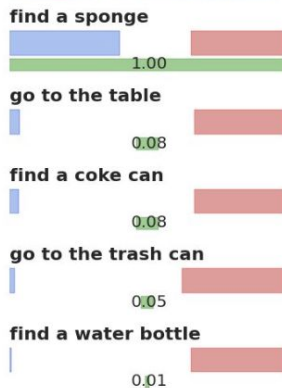 find a sponge
1.00
go to the table
0.08
find a coke can
0.08
go to the trash can
0.05
find a water bottle
0.01